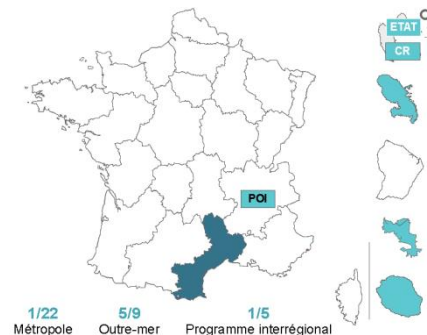 ETAT
CR
POI
1/22 5/9 1/5
Métropole Outre-mer Programme interrégional